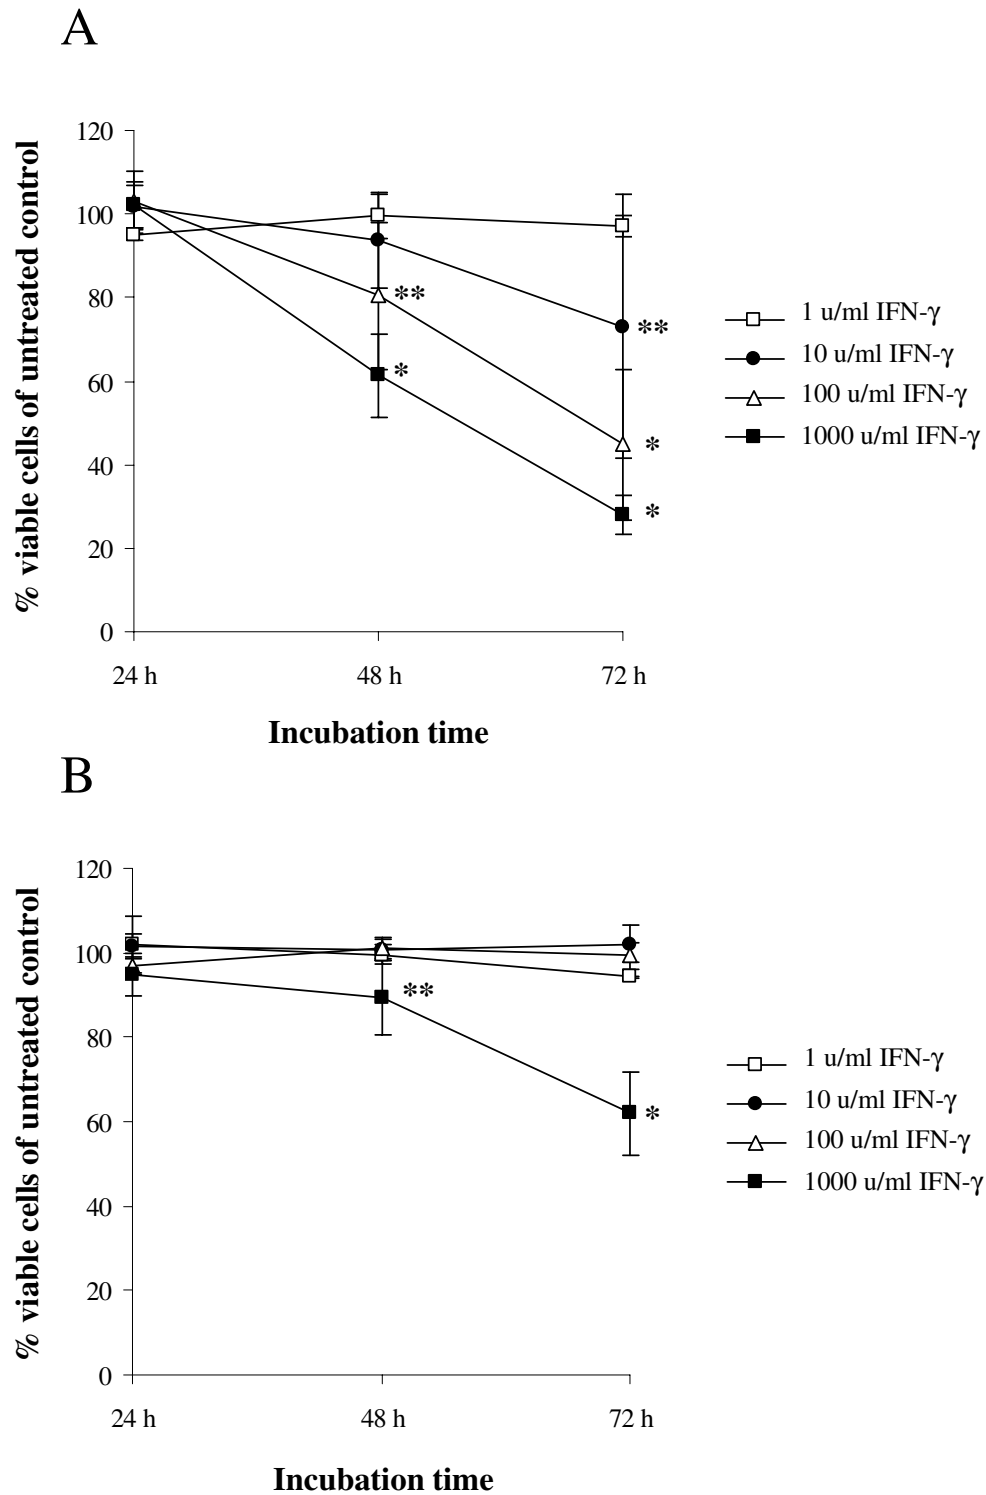 A
% viable cells of untreated control
120
100
80
60
40
20
0
**
*
**
*
*
24 h 48 h 72 h
Incubation time
1 u/ml IFN-γ
10 u/ml IFN-γ
100 u/ml IFN-γ
1000 u/ml IFN-γ
B
% viable cells of untreated control
120
100
80
60
40
20
0
**
*
24 h 48 h 72 h
Incubation time
1 u/ml IFN-γ
10 u/ml IFN-γ
100 u/ml IFN-γ
1000 u/ml IFN-γ